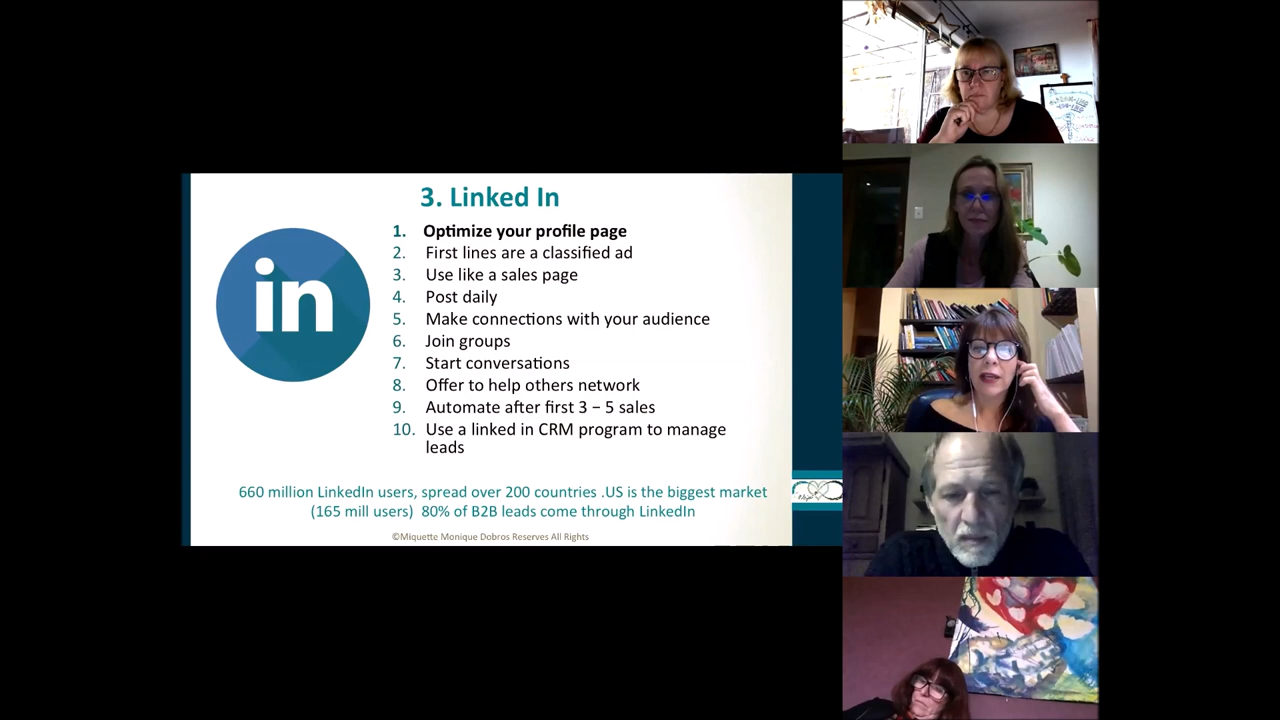 3. Linked In
in
1. Optimize your profile page
2. First lines are a classified ad
3. Use like a sales page
4. Post daily
5. Make connections with your audience
6. Join groups
7. Start conversations
8. Offer to help others network
9. Automate after first 3 – 5 sales
10. Use a linked in CRM program to manage
leads
660 million LinkedIn users, spread over 200 countries .US is the biggest market
(165 mill users) 80% of B2B leads come through LinkedIn
©Miquette Monique Dobros Reserves All Rights